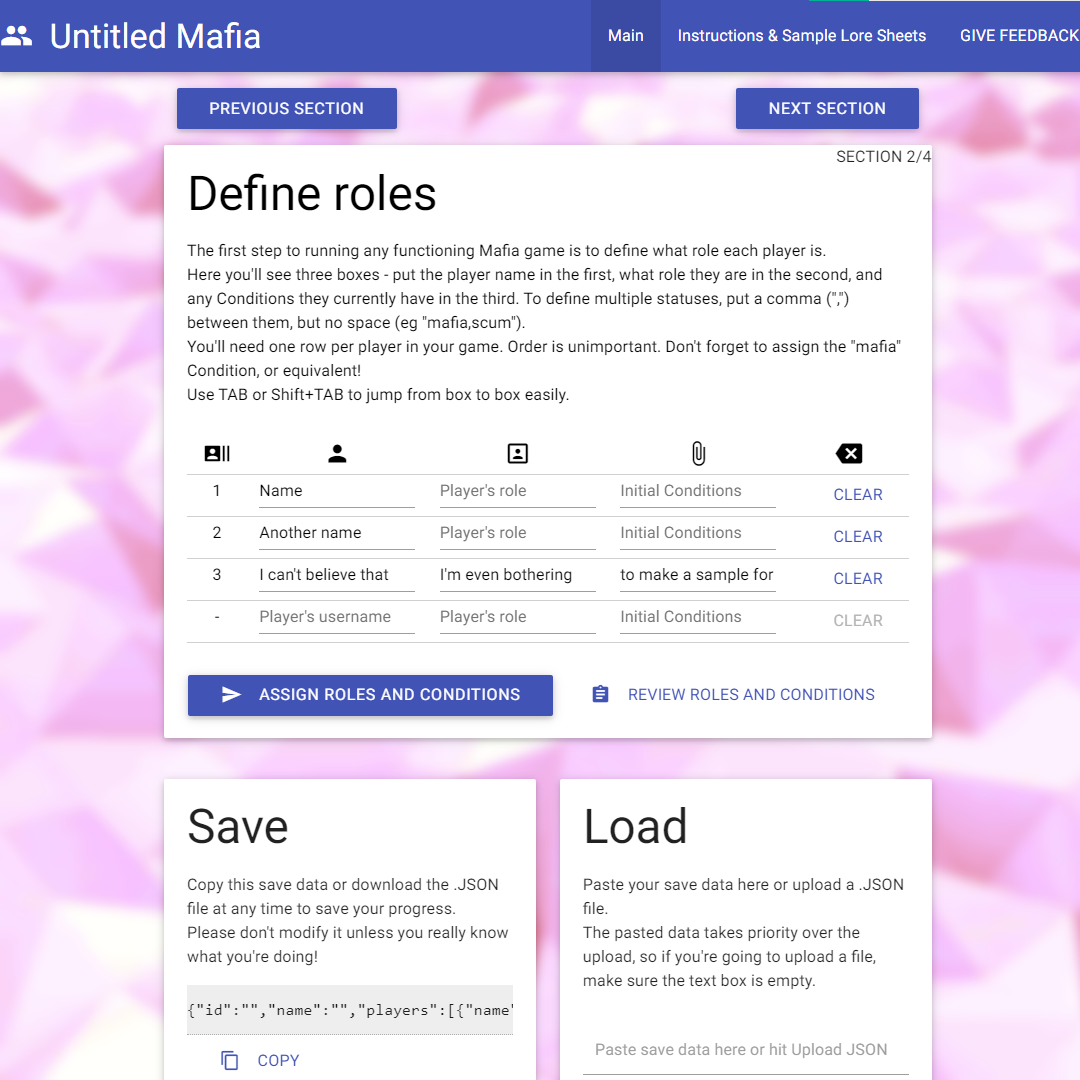 Untitled Mafia
Main
Instructions & Sample Lore Sheets
GIVE FEEDBACK
PREVIOUS SECTION
NEXT SECTION
SECTION 2/4
Define roles
The first step to running any functioning Mafia game is to define what role each player is.
Here you'll see three boxes - put the player name in the first, what role they are in the second, and
any Conditions they currently have in the third. To define multiple statuses, put a comma (",")
between them, but no space (eg "mafia,scum").
You'll need one row per player in your game. Order is unimportant. Don't forget to assign the "mafia"
Condition, or equivalent!
Use TAB or Shift+TAB to jump from box to box easily.
1 Name Player's role Initial Conditions CLEAR
2 Another name Player's role Initial Conditions CLEAR
3 I can't believe that I'm even bothering to make a sample for CLEAR
- Player's username Player's role Initial Conditions CLEAR
ASSIGN ROLES AND CONDITIONS
REVIEW ROLES AND CONDITIONS
Save
Copy this save data or download the .JSON
file at any time to save your progress.
Please don't modify it unless you really know
what you're doing!
{"id":"","name":"","players":[{"name"
COPY
Load
Paste your save data here or upload a .JSON
file.
The pasted data takes priority over the
upload, so if you're going to upload a file,
make sure the text box is empty.
Paste save data here or hit Upload JSON